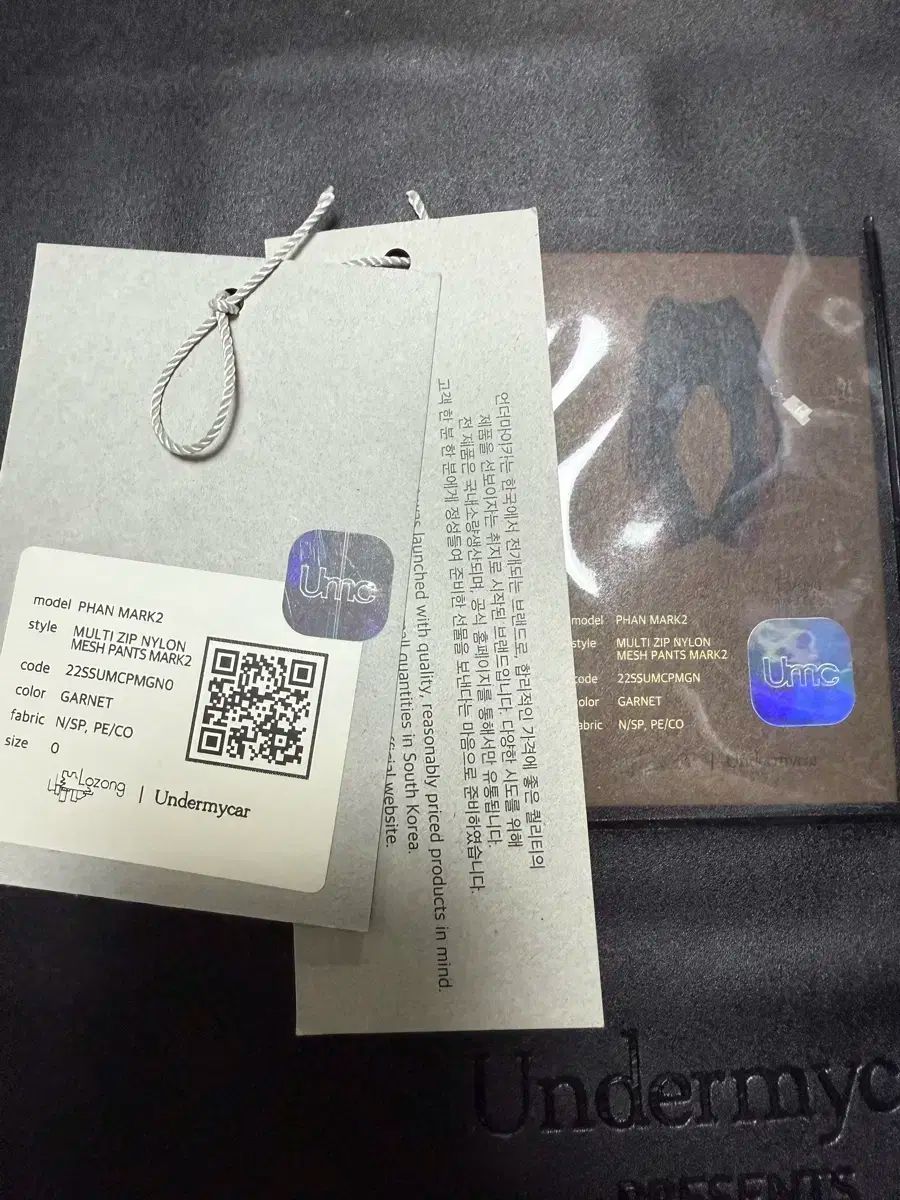 model PHAN MARK2
style MULTI ZIP NYLON
MESH PANTS MARK2
code 22SSUMCPMGN0
color GARNET
fabric N/SP, PE/CO
size 0
Lozong | Undermycar
Umc
언더마이카는 한국에서 전개되는 브랜드로 합리적인 가격에 좋은 퀄리티의
제품을 선보이자는 취지로 시작된 브랜드입니다. 다양한 시도를 위해
전 제품은 국내소량생산되며, 공식 홈페이지를 통해서만 유통됩니다.
고객 한 분 한 분에게 정성들여 준비한 선물을 보낸다는 마음으로 준비하였습니다.
was launched with quality, reasonably priced products in mind.
quantities in South Korea.
website.
model PHAN MARK2
style MULTI ZIP NYLON
MESH PANTS MARK2
code 22SSUMCPMGN
color GARNET
fabric N/SP, PE/CO
Umc
| Undermycar
Undermyc
PRESENTS